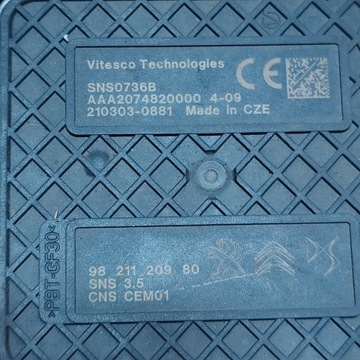 Vitesco Technologies
SNS0736B
AAA2074820000 4-09
210303-0881 Made in CZE
CE
>PBT-GF30<
98 211 209 80
SNS 3.5
CNS CEM01